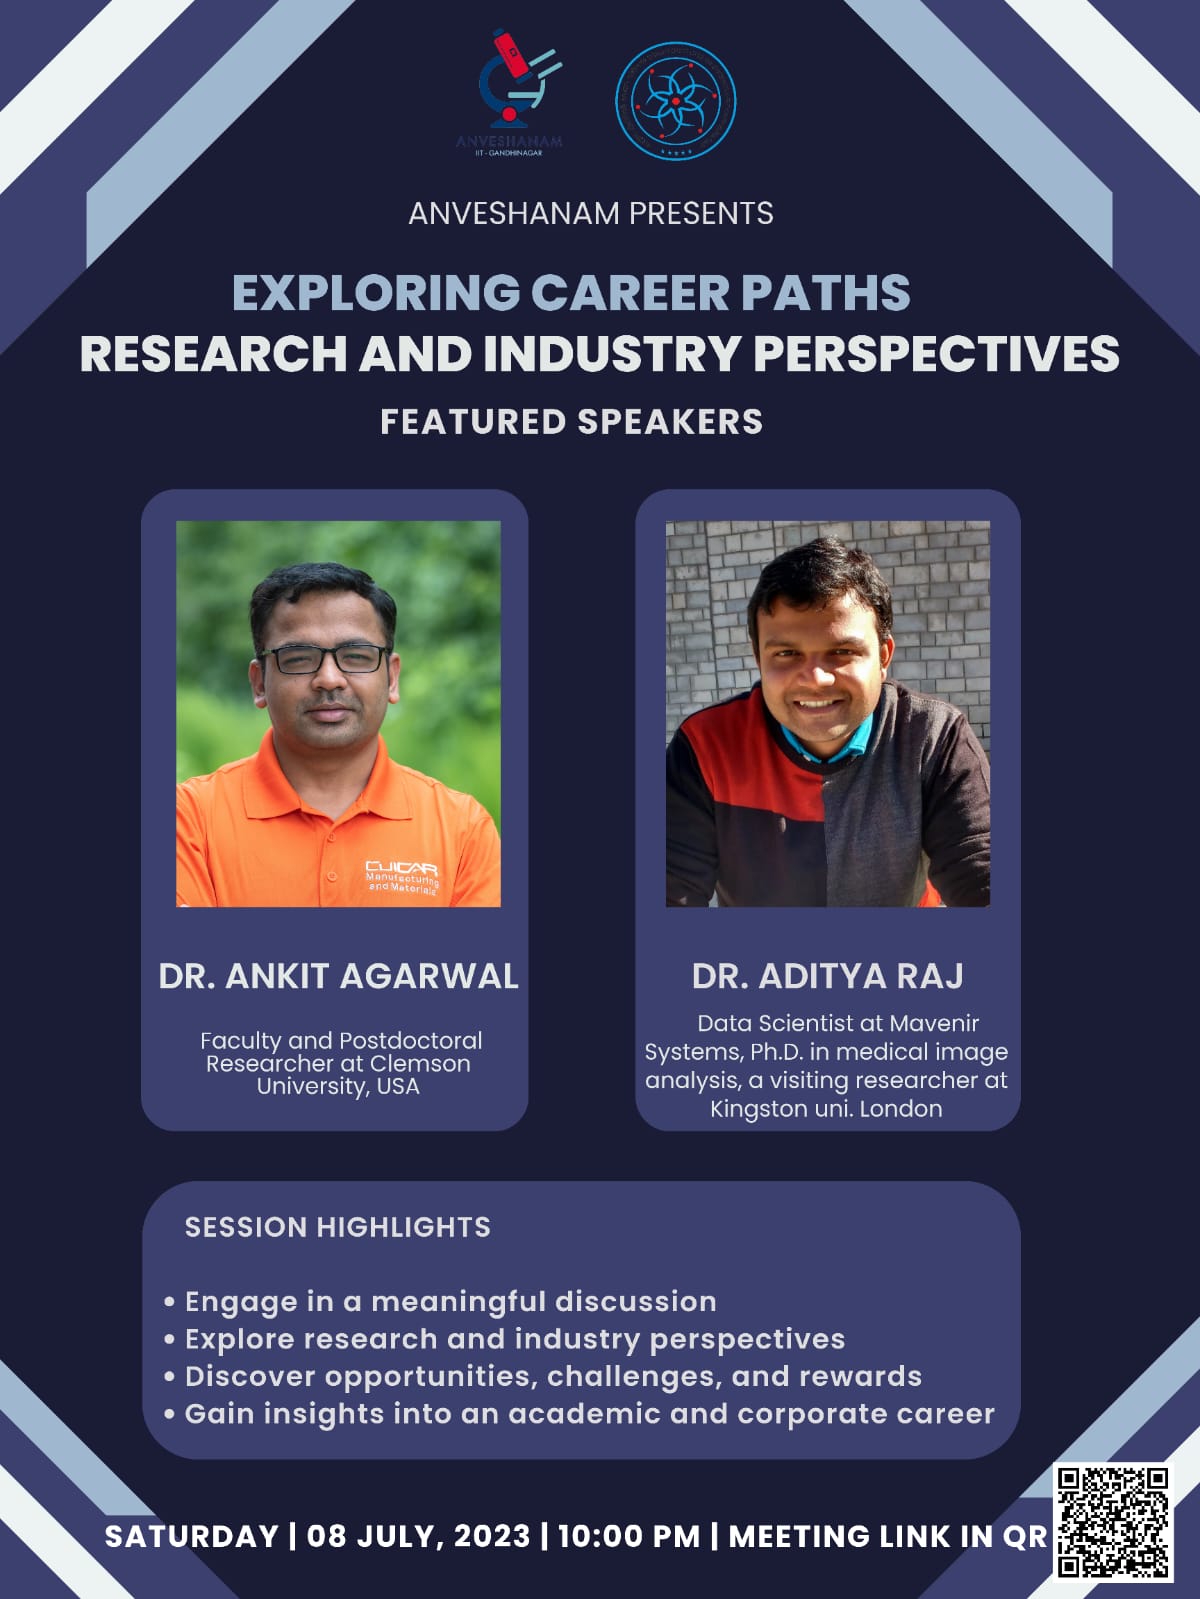 ANVESHANAM
IIT - GANDHINAGAR
ANVESHANAM PRESENTS
EXPLORING CAREER PATHS
RESEARCH AND INDUSTRY PERSPECTIVES
FEATURED SPEAKERS
CUICAR
Manufacturing
and Materials
DR. ANKIT AGARWAL
Faculty and Postdoctoral
Researcher at Clemson
University, USA
DR. ADITYA RAJ
Data Scientist at Mavenir
Systems, Ph.D. in medical image
analysis, a visiting researcher at
Kingston uni. London
SESSION HIGHLIGHTS
• Engage in a meaningful discussion
• Explore research and industry perspectives
• Discover opportunities, challenges, and rewards
• Gain insights into an academic and corporate career
SATURDAY | 08 JULY, 2023 | 10:00 PM | MEETING LINK IN QR